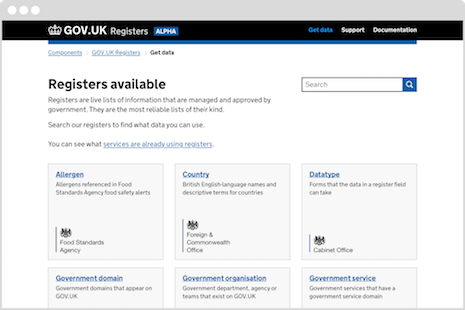 GOV.UK Registers ALPHA Get data Support Documentation
Components GOV.UK Registers Get data
Registers available
Search
Registers are live lists of information that are managed and approved by
government. They are the most reliable lists of their kind.
Search our registers to find what data you can use.
You can see what services are already using registers.
Allergen
Allergens referenced in Food
Standards Agency food safety alerts
Food Standards
Agency
Country
British English-language names and
descriptive terms for countries
Foreign &
Commonwealth
Office
Datatype
Forms that the data in a register field
can take
Cabinet Office
Government domain
Government domains that appear on
GOV.UK
Government organisation
Government department, agency or
teams that exist on GOV.UK
Government service
Government services that have a
government service domain